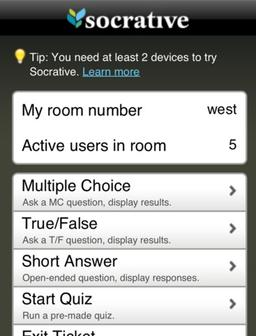 socrative
Tip: You need at least 2 devices to try
Socrative. Learn more
My room number west
Active users in room 5
Multiple Choice
Ask a MC question, display results.
True/False
Ask a T/F question, display results.
Short Answer
Open-ended question, display responses.
Start Quiz
Run a pre-made quiz.
Exit Ticket